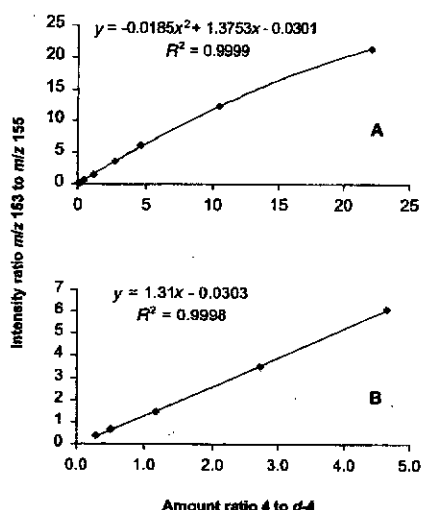 y = -0.0185x² + 1.3753x - 0.0301
R² = 0.9999
25
20
15
10
5
0
A
0 5 10 15 20 25
Intensity ratio m/z 153 to m/z 155
y = 1.31x - 0.0303
R² = 0.9998
7
6
5
4
3
2
1
0
B
0.0 1.0 2.0 3.0 4.0 5.0
Amount ratio 4 to d-4